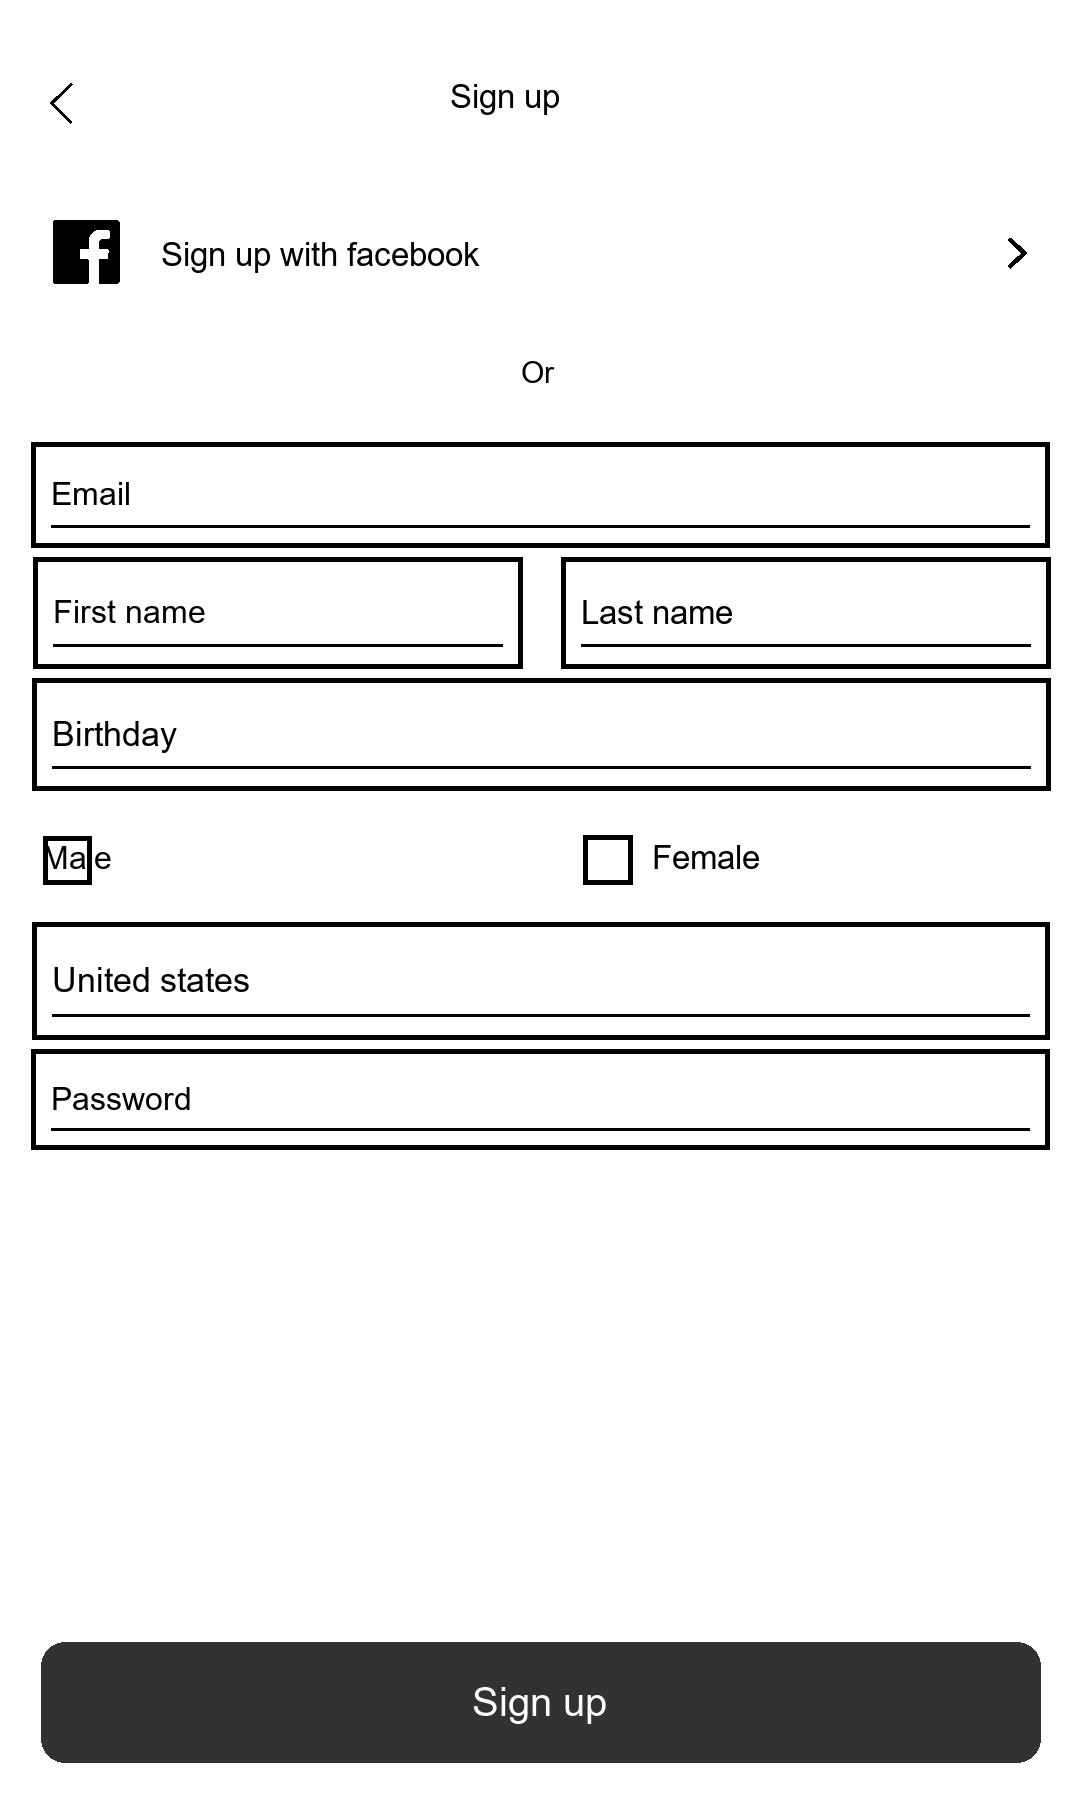 Sign up
Sign up with facebook
Or
Email
First name Last name
Birthday
Male Female
United states
Password
Sign up